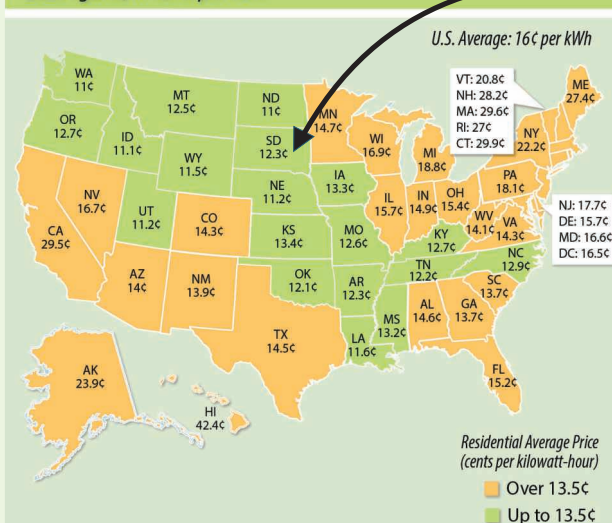 U.S. Average: 16¢ per kWh
WA
11¢
OR
12.7¢
ID
11.1¢
MT
12.5¢
ND
11¢
SD
12.3¢
WY
11.5¢
NE
11.2¢
MN
14.7¢
WI
16.9¢
MI
18.8¢
IA
13.3¢
VT: 20.8¢
NH: 28.2¢
MA: 29.6¢
RI: 27¢
CT: 29.9¢
ME
27.4¢
NY
22.2¢
PA
18.1¢
NJ: 17.7¢
DE: 15.7¢
MD: 16.6¢
DC: 16.5¢
CA
29.5¢
NV
16.7¢
UT
11.2¢
CO
14.3¢
KS
13.4¢
MO
12.6¢
IL
15.7¢
IN
14.9¢
OH
15.4¢
WV
14.1¢
VA
14.3¢
KY
12.7¢
NC
12.9¢
TN
12.2¢
SC
13.7¢
AZ
14¢
NM
13.9¢
OK
12.1¢
AR
12.3¢
MS
13.2¢
AL
14.6¢
GA
13.7¢
TX
14.5¢
LA
11.6¢
FL
15.2¢
AK
23.9¢
HI
42.4¢
Residential Average Price
(cents per kilowatt-hour)
Over 13.5¢
Up to 13.5¢